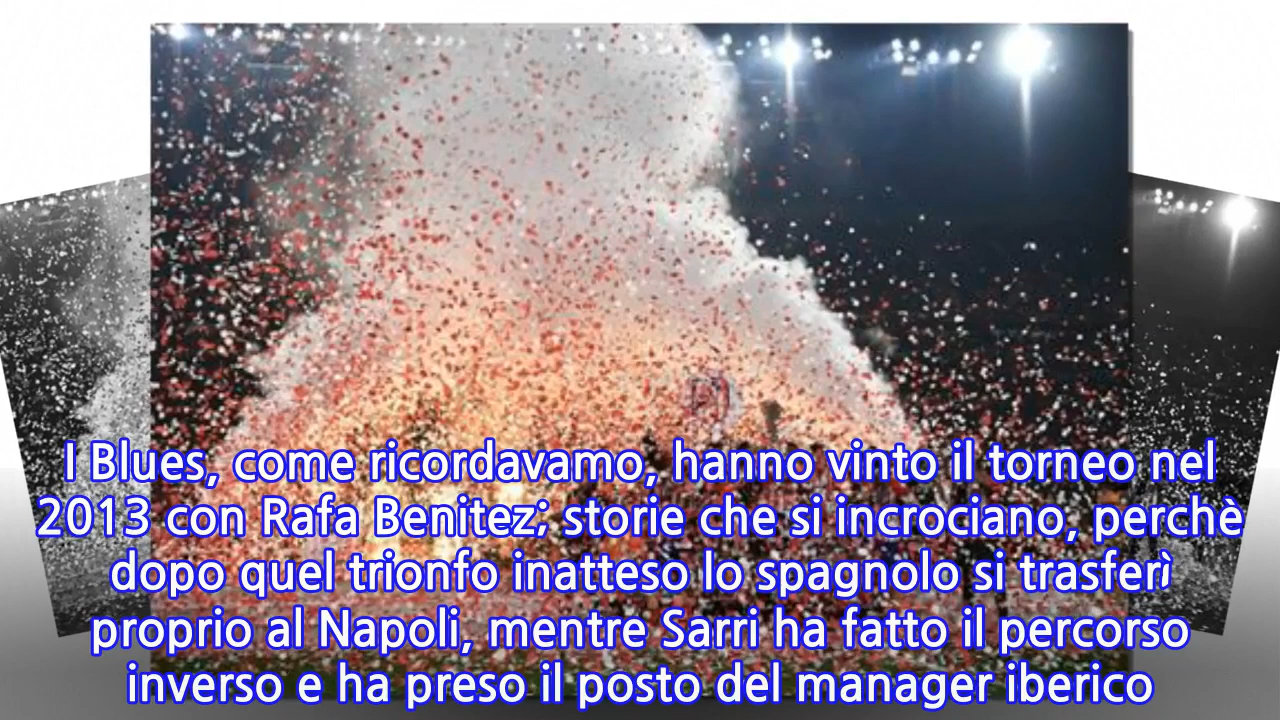 I Blues, come ricordavamo, hanno vinto il torneo nel
2013 con Rafa Benitez; storie che si incrociano, perchè
dopo quel trionfo inatteso lo spagnolo si trasferì
proprio al Napoli, mentre Sarri ha fatto il percorso
inverso e ha preso il posto del manager iberico